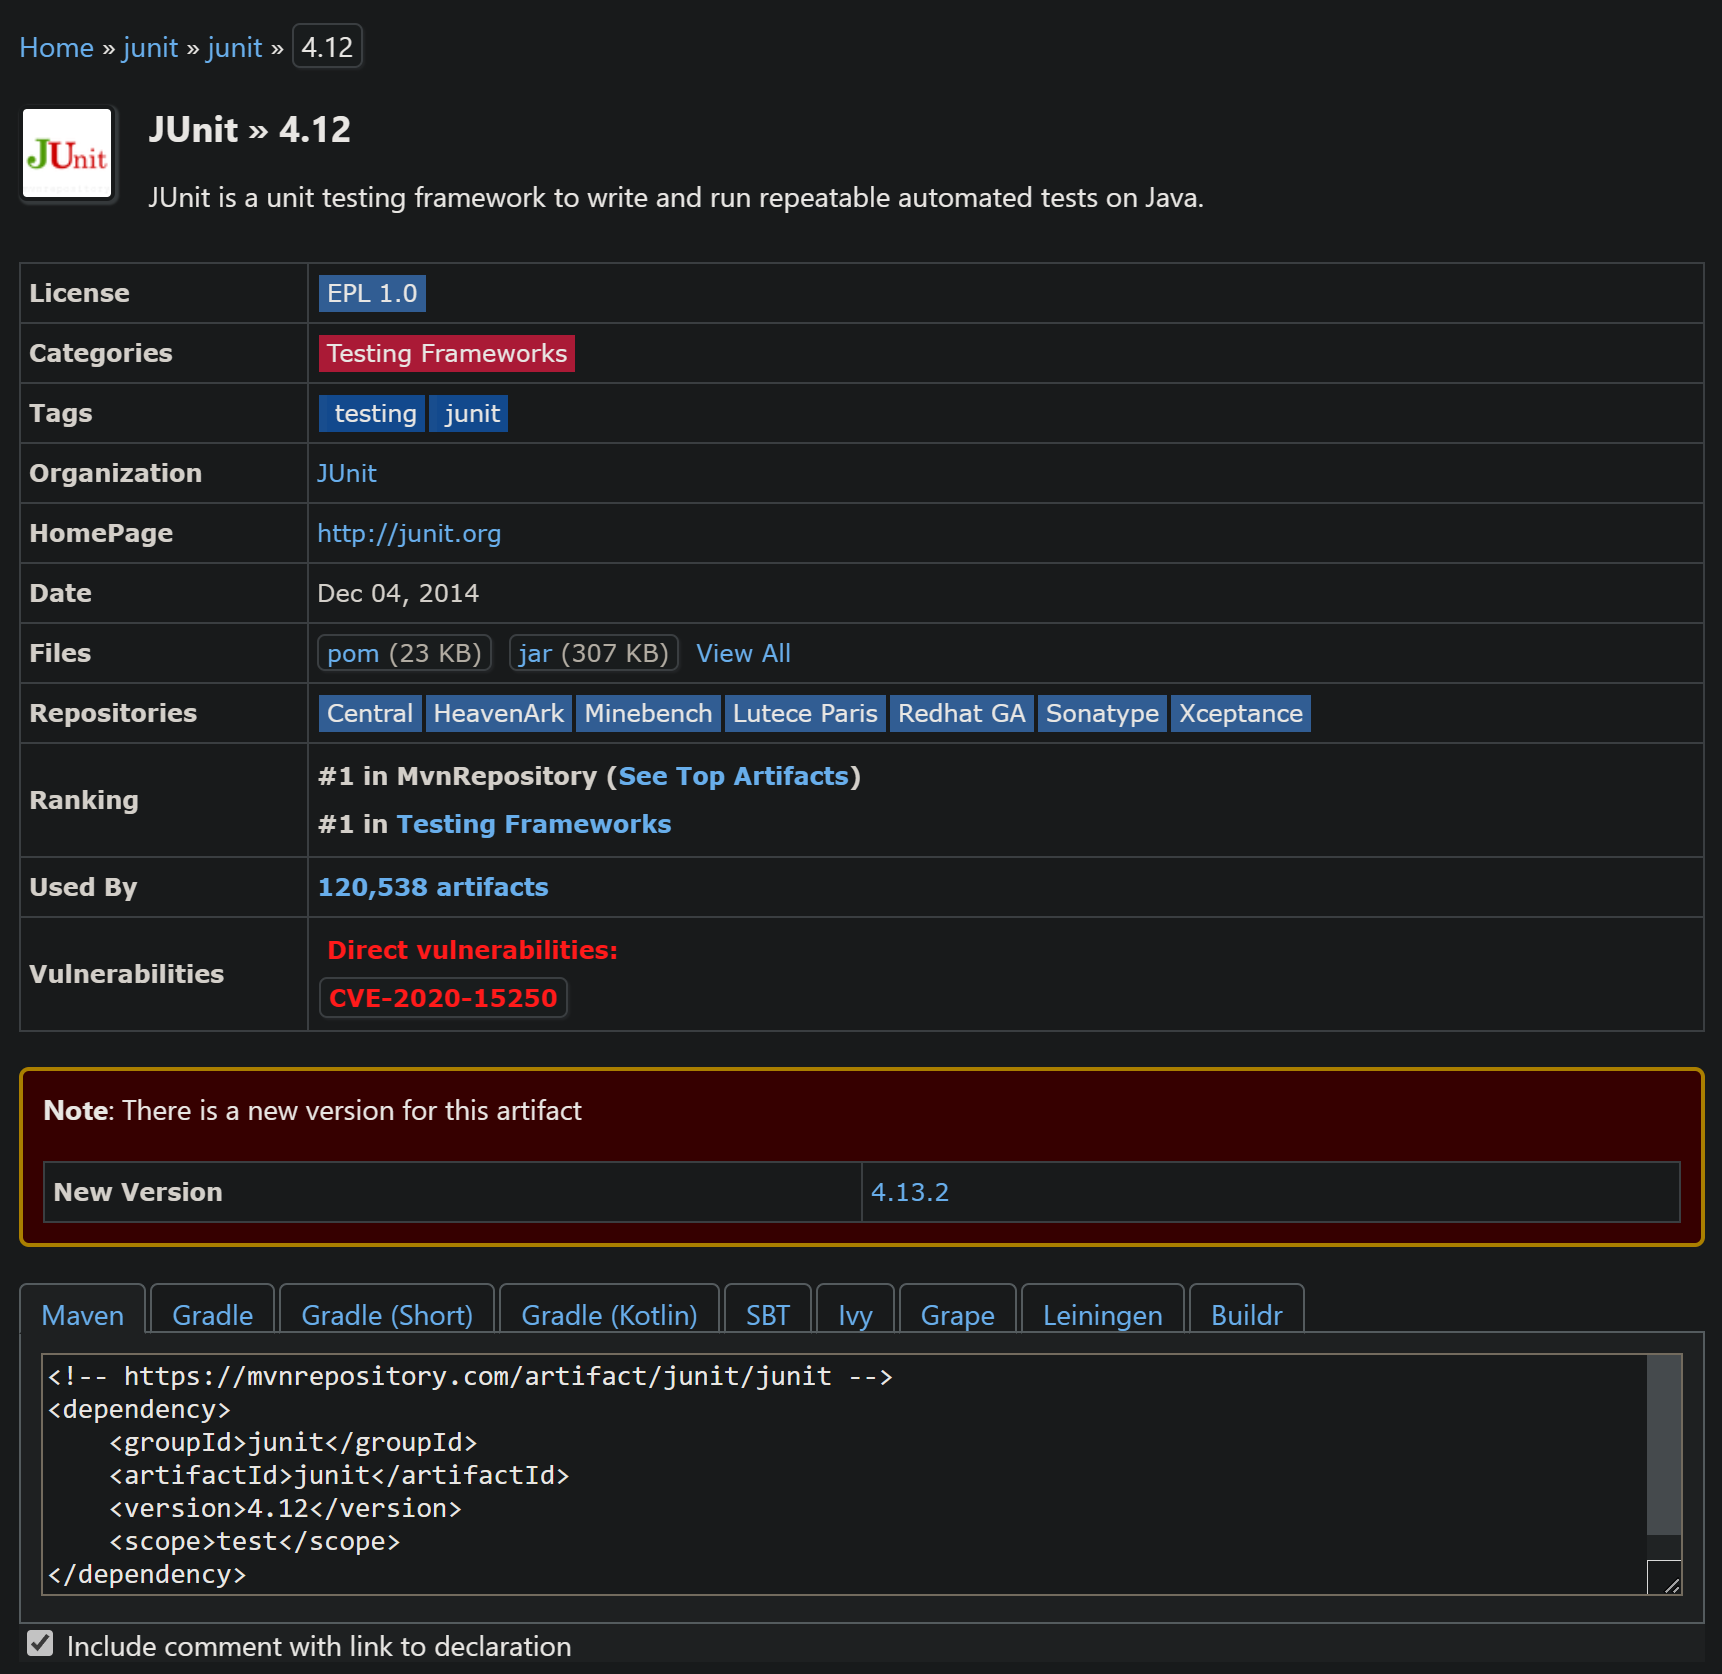 Home » junit » junit » 4.12
JUnit
JUnit » 4.12
JUnit is a unit testing framework to write and run repeatable automated tests on Java.
License EPL 1.0
Categories Testing Frameworks
Tags testing junit
Organization JUnit
HomePage http://junit.org
Date Dec 04, 2014
Files pom (23 KB) jar (307 KB) View All
Repositories Central HeavenArk Minebench Lutece Paris Redhat GA Sonatype Xceptance
Ranking #1 in MvnRepository (See Top Artifacts)
#1 in Testing Frameworks
Used By 120,538 artifacts
Vulnerabilities Direct vulnerabilities:
CVE-2020-15250
Note: There is a new version for this artifact
New Version 4.13.2
Maven Gradle Gradle (Short) Gradle (Kotlin) SBT Ivy Grape Leiningen Buildr
<!-- https://mvnrepository.com/artifact/junit/junit -->
<dependency>
    <groupId>junit</groupId>
    <artifactId>junit</artifactId>
    <version>4.12</version>
    <scope>test</scope>
</dependency>
Include comment with link to declaration